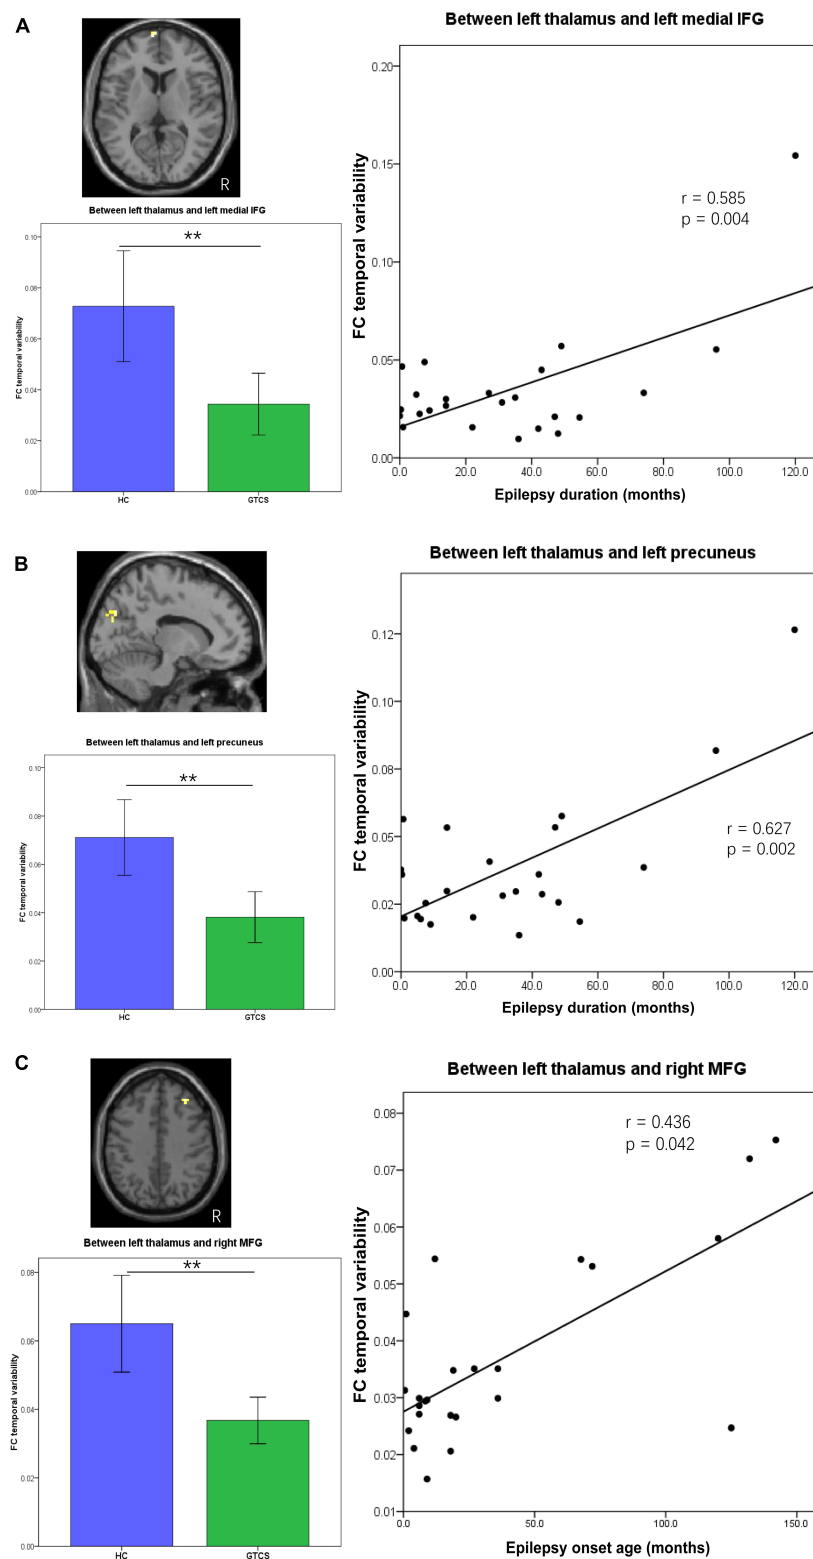 A
Between left thalamus and left medial IFG
R
r = 0.585
p = 0.004
FC temporal variability
0.20
0.15
0.10
0.05
0.00
0.0 20.0 40.0 60.0 80.0 100.0 120.0
Epilepsy duration (months)
Between left thalamus and left medial IFG
**
FC temporal variability
0.10
0.08
0.06
0.04
0.02
0.00
HC GTCS
B
Between left thalamus and left precuneus
r = 0.627
p = 0.002
FC temporal variability
0.12
0.10
0.08
0.05
0.02
0.00
0.0 20.0 40.0 60.0 80.0 100.0 120.0
Epilepsy duration (months)
Between left thalamus and left precuneus
**
FC temporal variability
0.10
0.08
0.06
0.04
0.02
0.00
HC GTCS
C
Between left thalamus and right MFG
R
r = 0.436
p = 0.042
FC temporal variability
0.08
0.07
0.06
0.05
0.04
0.03
0.02
0.01
0.0 50.0 100.0 150.0
Epilepsy onset age (months)
Between left thalamus and right MFG
**
FC temporal variability
0.08
0.06
0.04
0.02
0.00
HC GTCS